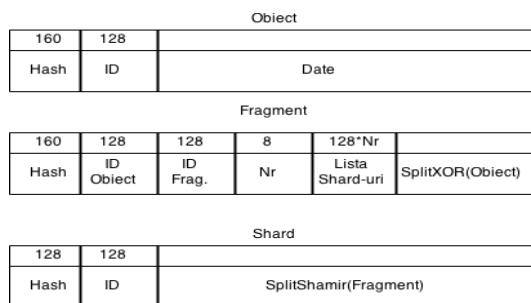 Obiect
160 128
Hash ID Date
Fragment
160 128 128 8 128*Nr
Hash ID Obiect ID Frag. Nr Lista Shard-uri SplitXOR(Obiect)
Shard
128 128
Hash ID SplitShamir(Fragment)